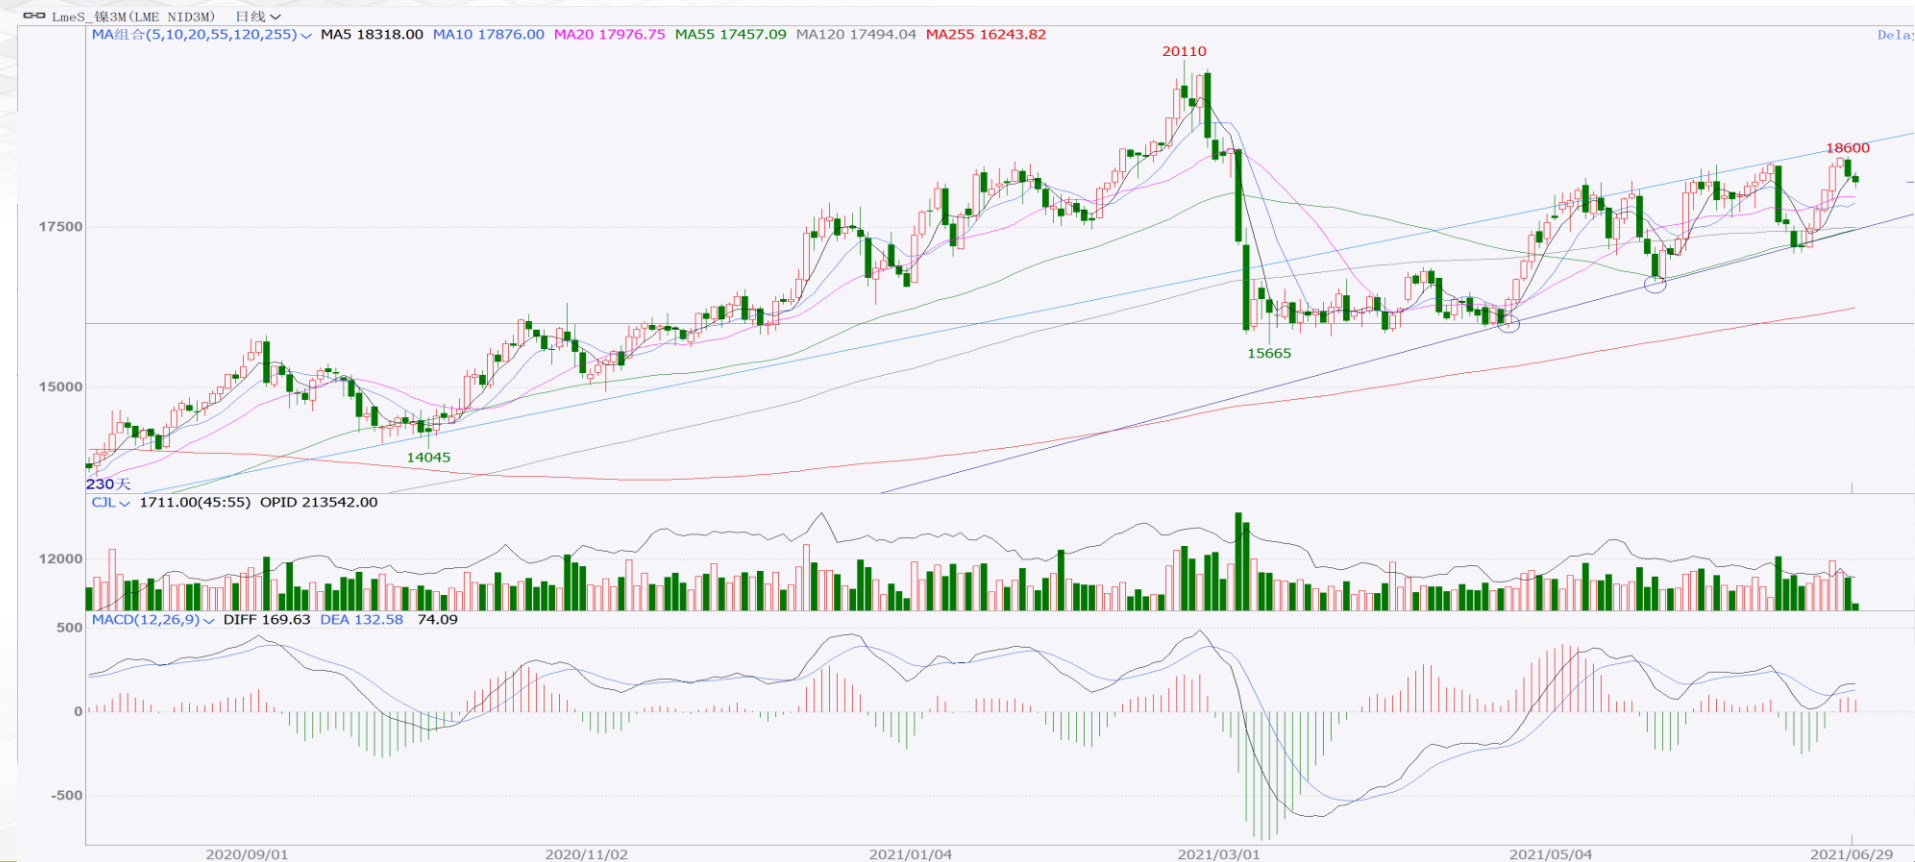 LmeS_镍3M(LME NID3M) 日线
MA组合(5,10,20,55,120,255) MA5 18318.00 MA10 17876.00 MA20 17976.75 MA55 17457.09 MA120 17494.04 MA255 16243.82
Delay
20110
18600
17500
15665
15000
14045
230天
CJL 1711.00(45:55) OPID 213542.00
12000
MACD(12,26,9) DIFF 169.63 DEA 132.58 74.09
500
0
-500
2020/09/01 2020/11/02 2021/01/04 2021/03/01 2021/05/04 2021/06/29